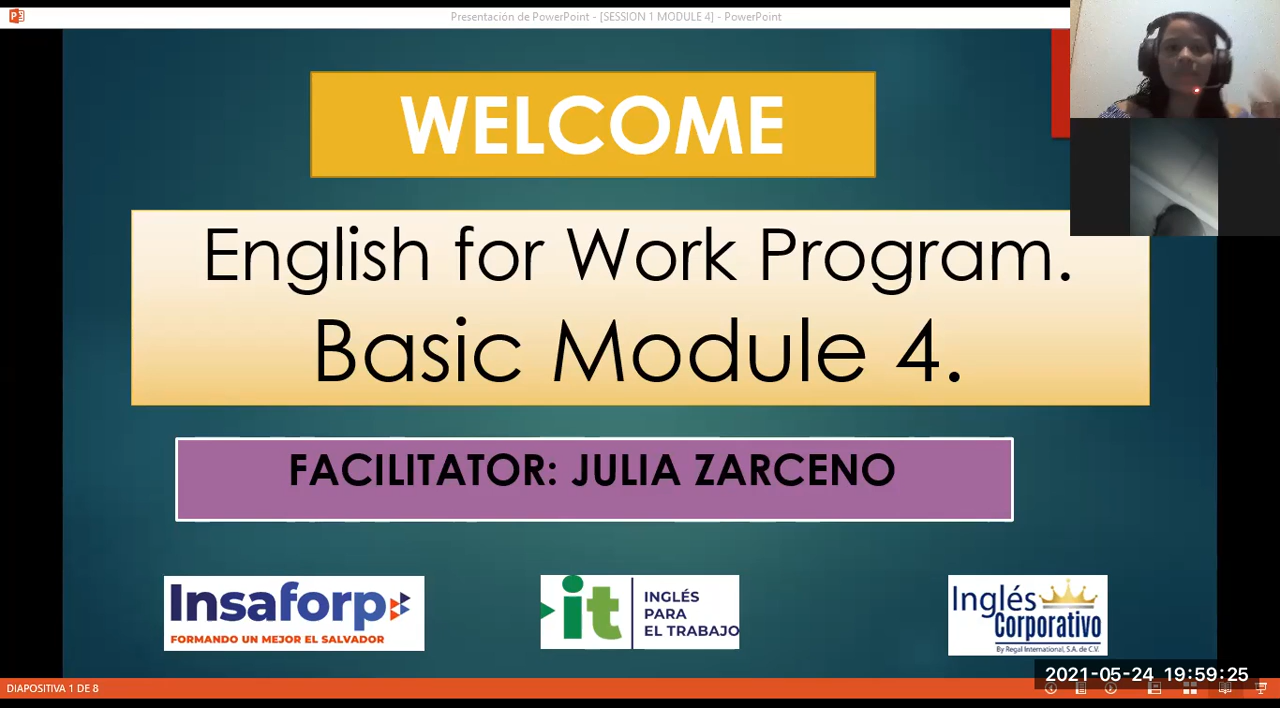 Presentación de PowerPoint - [SESSION 1 MODULE 4] - PowerPoint
WELCOME
English for Work Program.
Basic Module 4.
FACILITATOR: JULIA ZARCENO
Insaforp
FORMANDO UN MEJOR EL SALVADOR
it
INGLÉS
PARA
EL TRABAJO
Inglés
Corporativo
By Regal International, S.A. de C.V.
2021-05-24 19:59:25
DIAPOSITIVA 1 DE 8